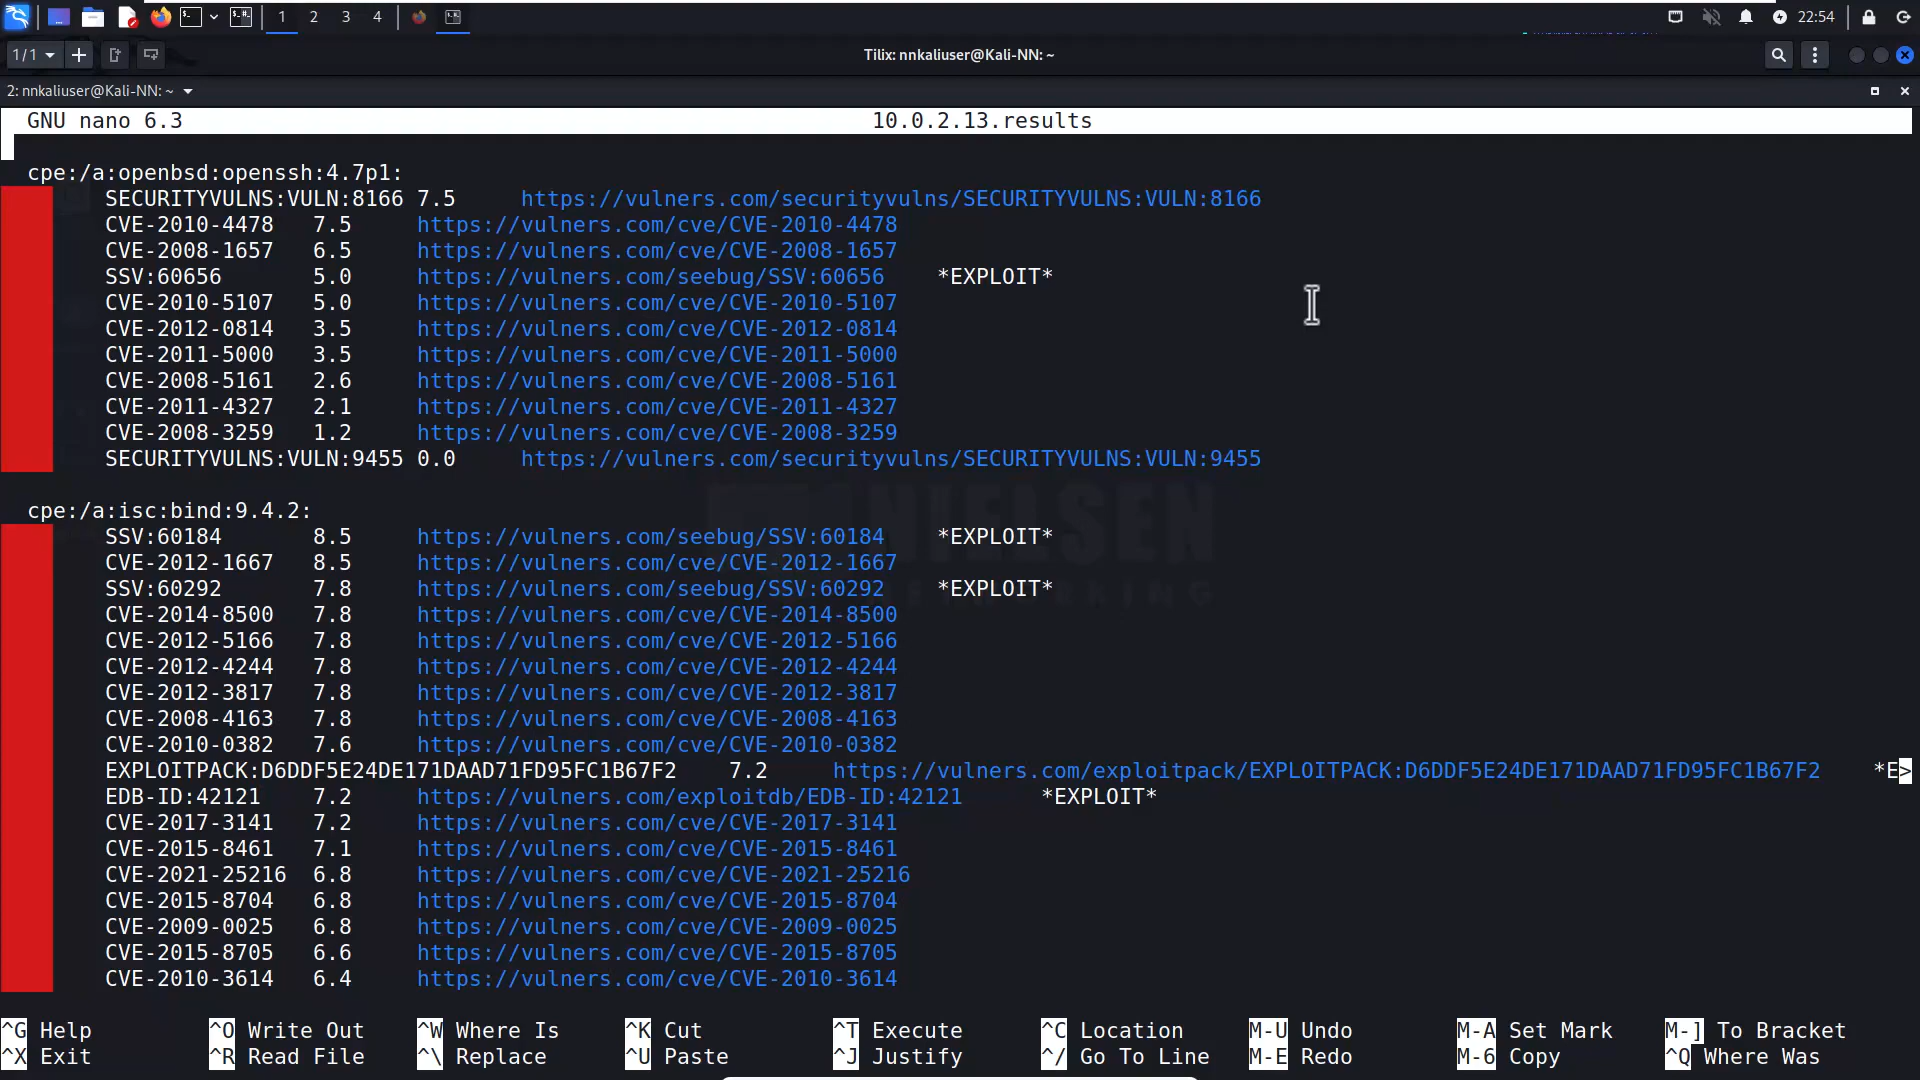 1 2 3 4 22:54
1/1 Tilix: nnkaliuser@Kali-NN: ~
2: nnkaliuser@Kali-NN: ~
GNU nano 6.3 10.0.2.13.results
cpe:/a:openbsd:openssh:4.7p1:
SECURITYVULNS:VULN:8166 7.5 https://vulners.com/securityvulns/SECURITYVULNS:VULN:8166
CVE-2010-4478 7.5 https://vulners.com/cve/CVE-2010-4478
CVE-2008-1657 6.5 https://vulners.com/cve/CVE-2008-1657
SSV:60656 5.0 https://vulners.com/seebug/SSV:60656 *EXPLOIT*
CVE-2010-5107 5.0 https://vulners.com/cve/CVE-2010-5107
CVE-2012-0814 3.5 https://vulners.com/cve/CVE-2012-0814
CVE-2011-5000 3.5 https://vulners.com/cve/CVE-2011-5000
CVE-2008-5161 2.6 https://vulners.com/cve/CVE-2008-5161
CVE-2011-4327 2.1 https://vulners.com/cve/CVE-2011-4327
CVE-2008-3259 1.2 https://vulners.com/cve/CVE-2008-3259
SECURITYVULNS:VULN:9455 0.0 https://vulners.com/securityvulns/SECURITYVULNS:VULN:9455
cpe:/a:isc:bind:9.4.2:
SSV:60184 8.5 https://vulners.com/seebug/SSV:60184 *EXPLOIT*
CVE-2012-1667 8.5 https://vulners.com/cve/CVE-2012-1667
SSV:60292 7.8 https://vulners.com/seebug/SSV:60292 *EXPLOIT*
CVE-2014-8500 7.8 https://vulners.com/cve/CVE-2014-8500
CVE-2012-5166 7.8 https://vulners.com/cve/CVE-2012-5166
CVE-2012-4244 7.8 https://vulners.com/cve/CVE-2012-4244
CVE-2012-3817 7.8 https://vulners.com/cve/CVE-2012-3817
CVE-2008-4163 7.8 https://vulners.com/cve/CVE-2008-4163
CVE-2010-0382 7.6 https://vulners.com/cve/CVE-2010-0382
EXPLOITPACK:D6DDF5E24DE171DAAD71FD95FC1B67F2 7.2 https://vulners.com/exploitpack/EXPLOITPACK:D6DDF5E24DE171DAAD71FD95FC1B67F2 *E>
EDB-ID:42121 7.2 https://vulners.com/exploitdb/EDB-ID:42121 *EXPLOIT*
CVE-2017-3141 7.2 https://vulners.com/cve/CVE-2017-3141
CVE-2015-8461 7.1 https://vulners.com/cve/CVE-2015-8461
CVE-2021-25216 6.8 https://vulners.com/cve/CVE-2021-25216
CVE-2015-8704 6.8 https://vulners.com/cve/CVE-2015-8704
CVE-2009-0025 6.8 https://vulners.com/cve/CVE-2009-0025
CVE-2015-8705 6.6 https://vulners.com/cve/CVE-2015-8705
CVE-2010-3614 6.4 https://vulners.com/cve/CVE-2010-3614
^G Help ^O Write Out ^W Where Is ^K Cut ^T Execute ^C Location M-U Undo M-A Set Mark M-] To Bracket
^X Exit ^R Read File ^\ Replace ^U Paste ^J Justify ^/ Go To Line M-E Redo M-6 Copy ^Q Where Was